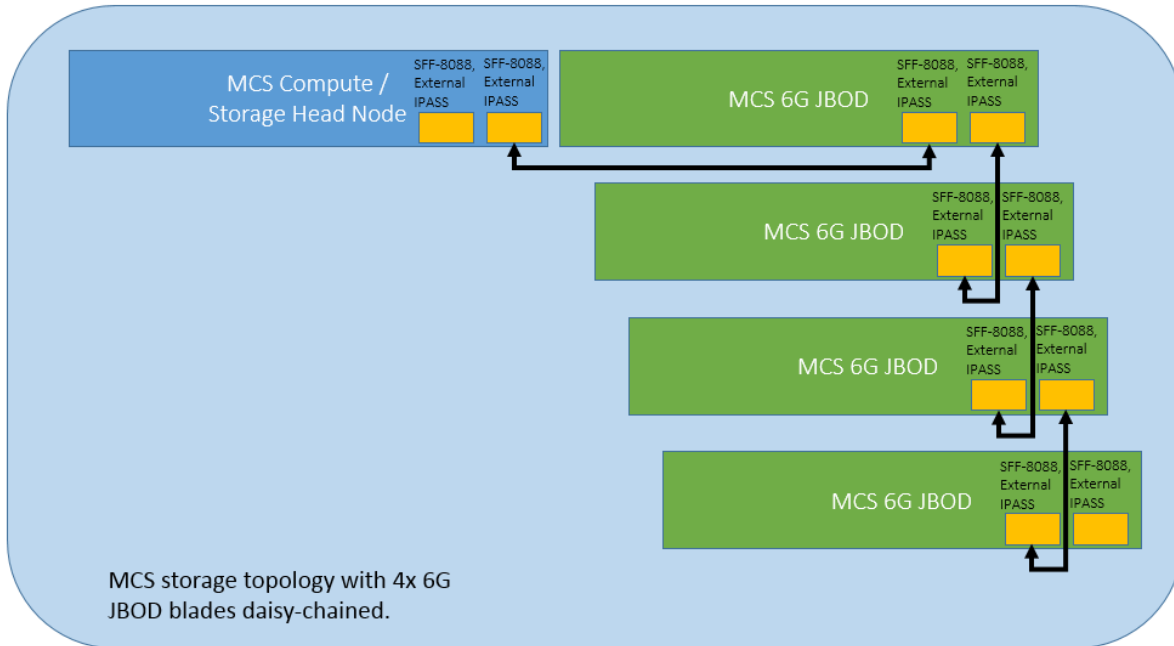 MCS Compute /
Storage Head Node
SFF-8088,
External
IPASS
SFF-8088,
External
IPASS
MCS 6G JBOD
SFF-8088,
External
IPASS
SFF-8088,
External
IPASS
MCS 6G JBOD
SFF-8088,
External
IPASS
SFF-8088,
External
IPASS
MCS 6G JBOD
SFF-8088,
External
IPASS
SFF-8088,
External
IPASS
MCS 6G JBOD
SFF-8088,
External
IPASS
SFF-8088,
External
IPASS
MCS storage topology with 4x 6G
JBOD blades daisy-chained.